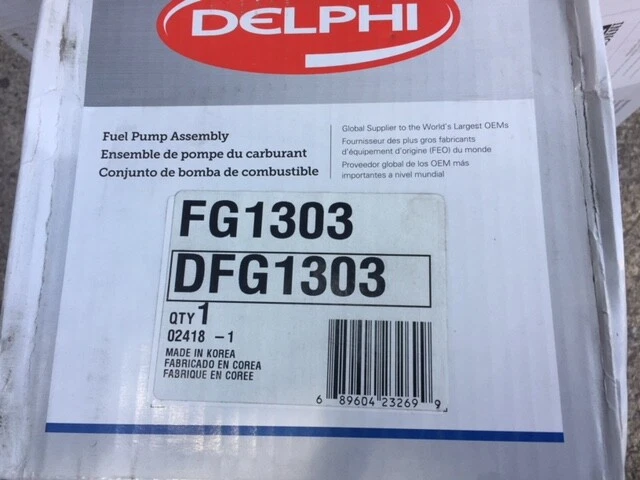 DELPHI
Fuel Pump Assembly
Ensemble de pompe du carburant
Conjunto de bomba de combustible
Global Supplier to the World's Largest OEMs
Fournisseur des plus gros fabricants
d'équipement d'origine (FEO) du monde
Proveedor global de los OEM más
importantes a nivel mundial
FG1303
DFG1303
QTY 1
02418 -1
MADE IN KOREA
FABRICADO EN COREA
FABRIQUE EN COREE
6 89604 23269 9